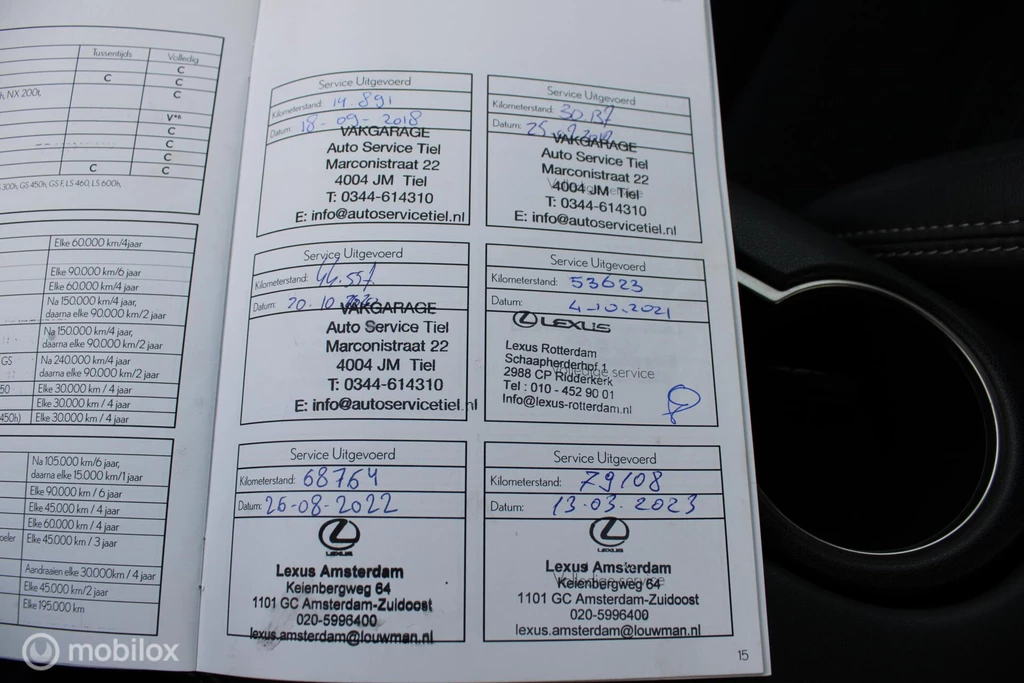 Tussentijds Volledig
C
C C
h, NX 200t, C
V*^
C
C
C
C C
S 300h, GS 450h, GS F, LS 460, LS 600h,
Elke 60.000 km/4jaar
Elke 90.000 km/6 jaar
Elke 60.000 km/4 jaar
Na 150.000 km/4 jaar,
daarna elke 90.000 km/2 jaar
Na 150.000 km/4 jaar,
daarna elke 90.000 km/2 jaar
GS Na 240.000 km/4 jaar
daarna elke 90.000 km/2 jaar
50 Elke 30.000 km / 4 jaar
Elke 30.000 km / 4 jaar
450h) Elke 30.000 km / 4 jaar
Na 105.000 km/6 jaar,
daarna elke 15.000 km/1 jaar
Elke 90.000 km / 6 jaar
Elke 45.000 km / 4 jaar
Elke 60.000 km / 4 jaar
oeler Elke 45.000 km / 3 jaar
Aandraaien elke 30.000km / 4 jaar
Elke 45.000 km/2 jaar
Elke 195.000 km
Service Uitgevoerd
Kilometerstand: 14.891
Datum: 18-09-2018
VAKGARAGE
Auto Service Tiel
Marconistraat 22
4004 JM Tiel
T: 0344-614310
E: info@autoservicetiel.nl
Service Uitgevoerd
Kilometerstand: 30.137
Datum: 25
VAKGARAGE
Auto Service Tiel
Marconistraat 22
4004 JM Tiel
T: 0344-614310
E: info@autoservicetiel.nl
Service Uitgevoerd
Kilometerstand: 44.557
Datum: 20.10
VAKGARAGE
Auto Service Tiel
Marconistraat 22
4004 JM Tiel
T: 0344-614310
E: info@autoservicetiel.nl
Service Uitgevoerd
Kilometerstand: 53623
Datum: 4-10.2021
LEXUS
Lexus Rotterdam
Schaapherderhof 1
2988 CP Ridderkerk
Volledige service
Tel : 010 - 452 90 01
Info@lexus-rotterdam.nl
Service Uitgevoerd
Kilometerstand: 68764
Datum: 26-08-2022
LEXUS
Lexus Amsterdam
Keienbergweg 64
1101 GC Amsterdam-Zuidoost
020-5996400
lexus.amsterdam@louwman.nl
Service Uitgevoerd
Kilometerstand: 79108
Datum: 13.03.2023
LEXUS
Lexus Amsterdam
Volledige service
Keienbergweg 64
1101 GC Amsterdam-Zuidoost
020-5996400
lexus.amsterdam@louwman.nl
15
mobilox